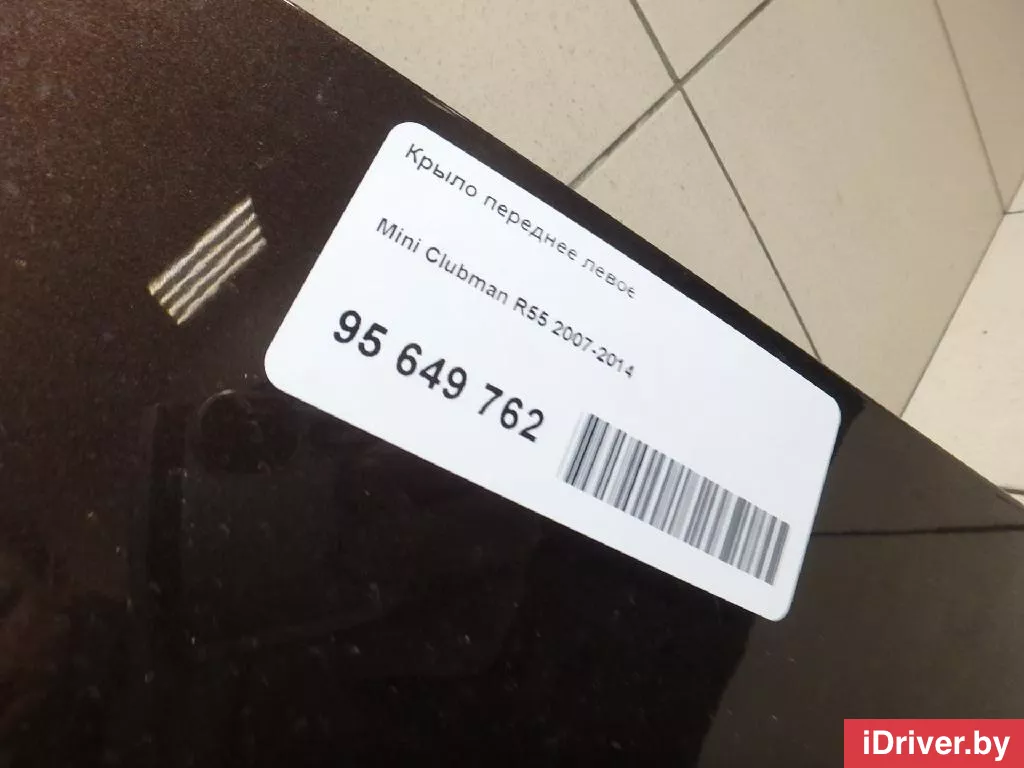 Крыло переднее левое
Mini Clubman R55 2007-2014
95 649 762
iDriver.by